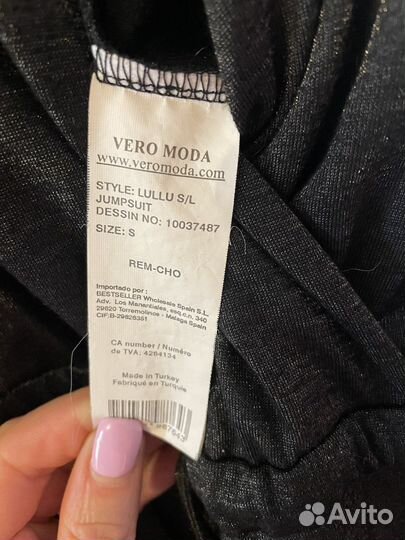 VERO MODA
www.veromoda.com
STYLE: LULLU S/L
JUMPSUIT
DESSIN NO: 10037487
SIZE: S
REM-CHO
Importado por:
BESTSELLER Wholesale Spain S.L.
Adv. Los Manantiales, esq.c.n. 340
29620 Torremolinos - Malaga Spain
CIF.B-29826351
CA number / Numéro
de TVA: 4284134
Made in Turkey
Fabriqué en Turquie
Avito